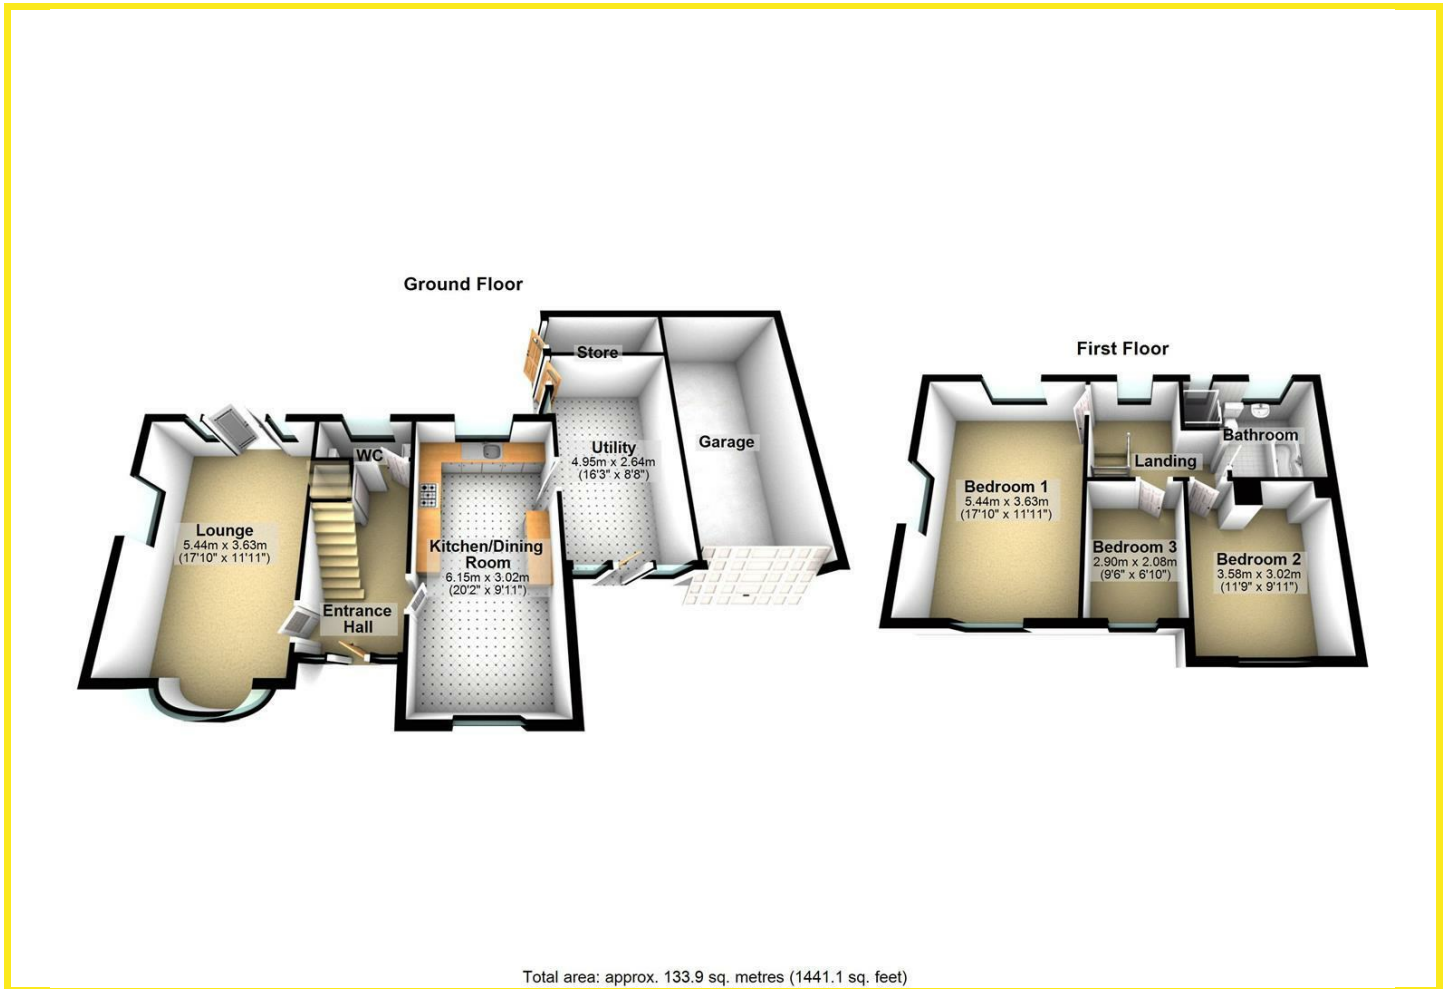 Ground Floor
Store
WC
Utility
4.95m x 2.64m
(16'3" x 8'8")
Garage
Lounge
5.44m x 3.63m
(17'10" x 11'11")
Kitchen/Dining
Room
6.15m x 3.02m
(20'2" x 9'11")
Entrance
Hall
First Floor
Bathroom
Landing
Bedroom 1
5.44m x 3.63m
(17'10" x 11'11")
Bedroom 3
2.90m x 2.08m
(9'6" x 6'10")
Bedroom 2
3.58m x 3.02m
(11'9" x 9'11")
Total area: approx. 133.9 sq. metres (1441.1 sq. feet)